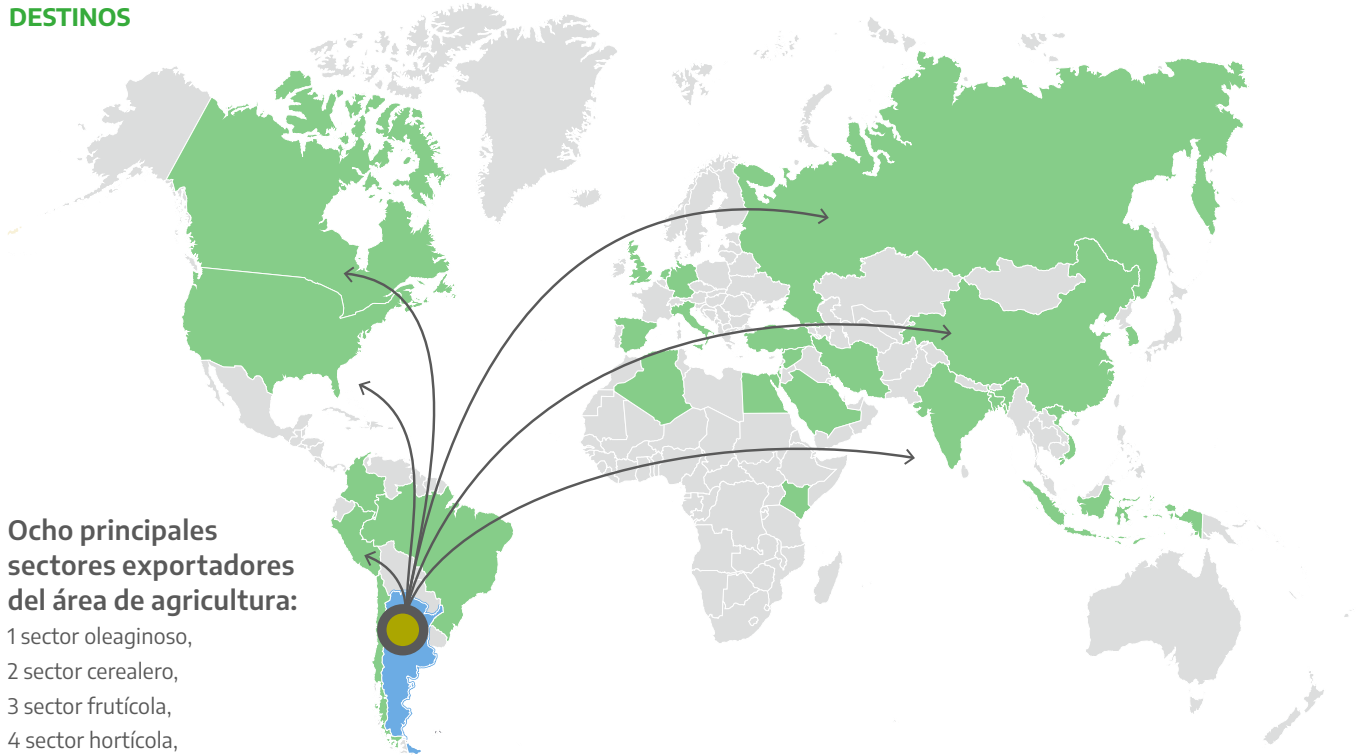 DESTINOS
Ocho principales
sectores exportadores
del área de agricultura:
1 sector oleaginoso,
2 sector cerealero,
3 sector frutícola,
4 sector hortícola,